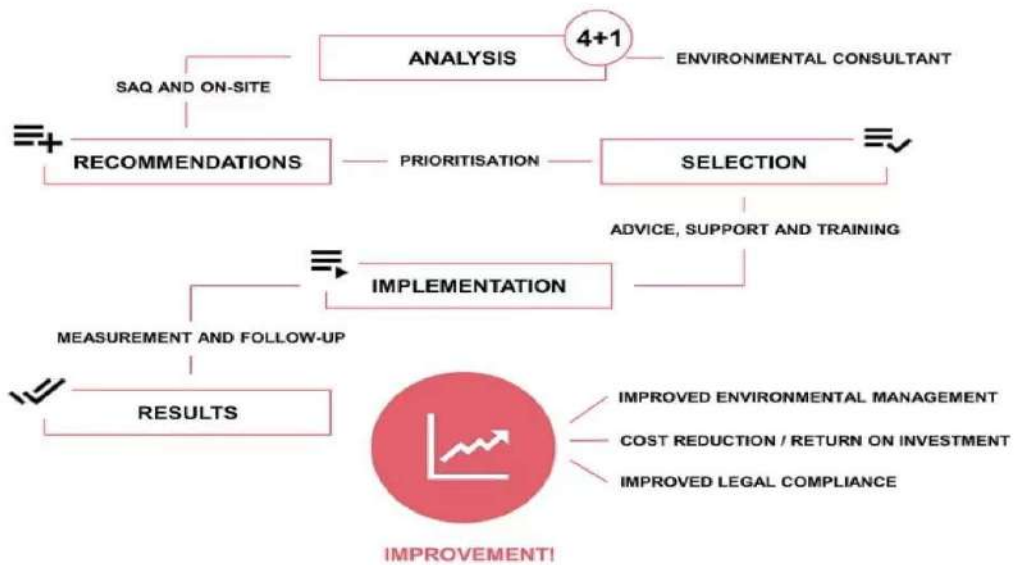 4+1
ANALYSIS
ENVIRONMENTAL CONSULTANT
SAQ AND ON-SITE
RECOMMENDATIONS
PRIORITISATION
SELECTION
ADVICE, SUPPORT AND TRAINING
IMPLEMENTATION
MEASUREMENT AND FOLLOW-UP
RESULTS
IMPROVED ENVIRONMENTAL MANAGEMENT
COST REDUCTION / RETURN ON INVESTMENT
IMPROVED LEGAL COMPLIANCE
IMPROVEMENT!